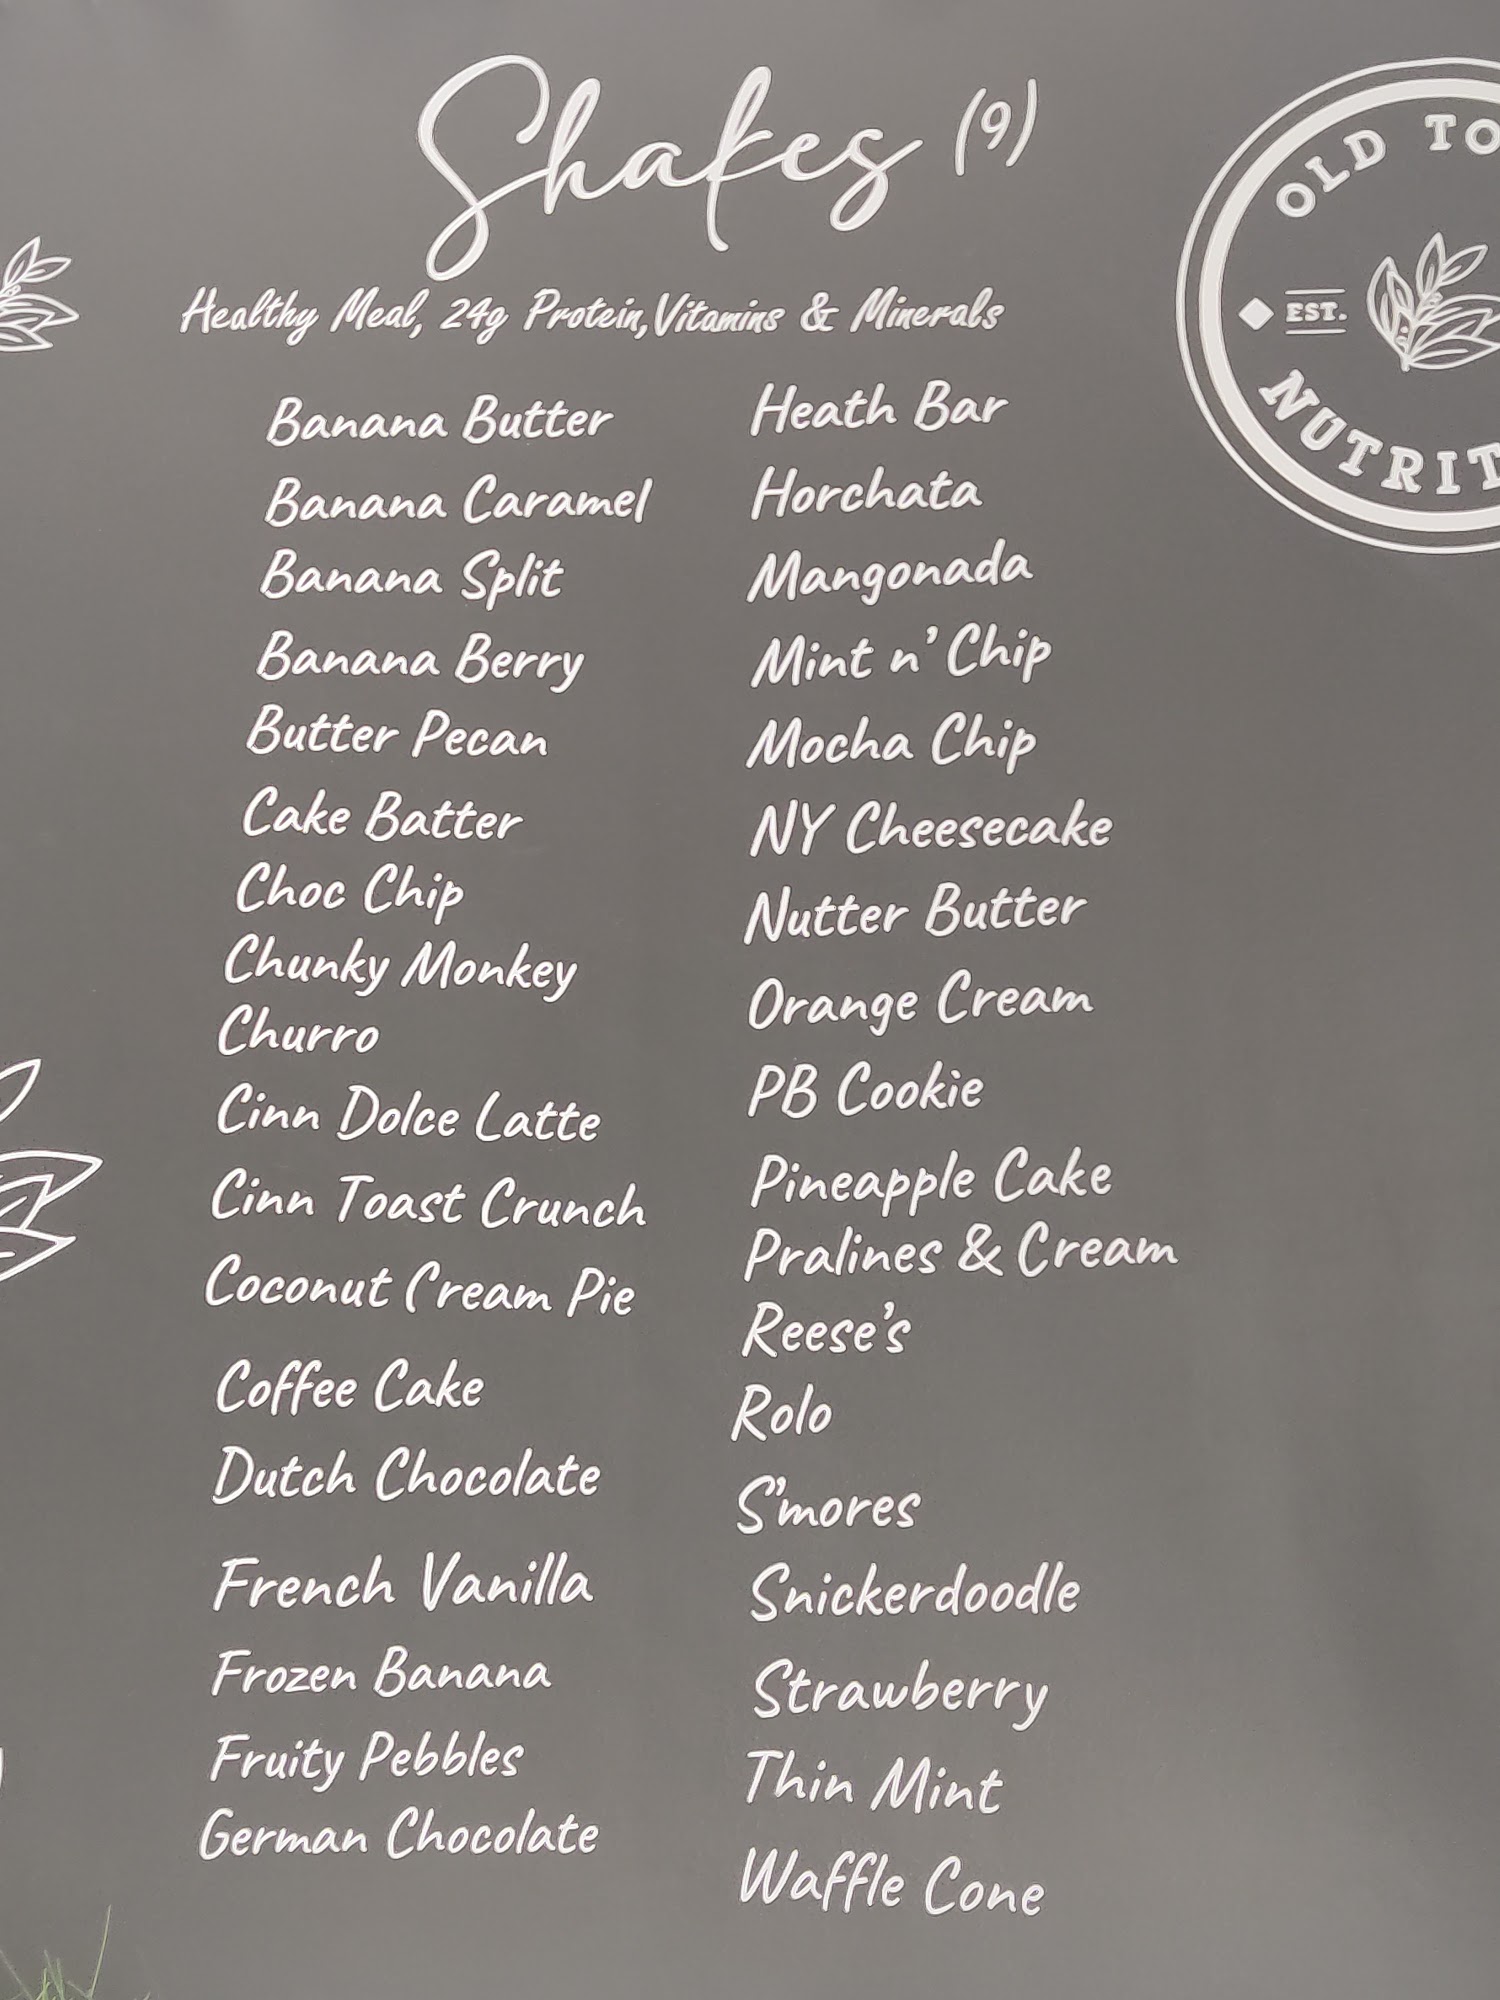 Shakes (9)
Healthy Meal, 24g Protein, Vitamins & Minerals
Banana Butter
Banana Caramel
Banana Split
Banana Berry
Butter Pecan
Cake Batter
Choc Chip
Chunky Monkey
Churro
Cinn Dolce Latte
Cinn Toast Crunch
Coconut Cream Pie
Coffee Cake
Dutch Chocolate
French Vanilla
Frozen Banana
Fruity Pebbles
German Chocolate
Heath Bar
Horchata
Mangonada
Mint n' Chip
Mocha Chip
NY Cheesecake
Nutter Butter
Orange Cream
PB Cookie
Pineapple Cake
Pralines & Cream
Reese's
Rolo
S'mores
Snickerdoodle
Strawberry
Thin Mint
Waffle Cone
OLD TO
EST.
NUTRIT